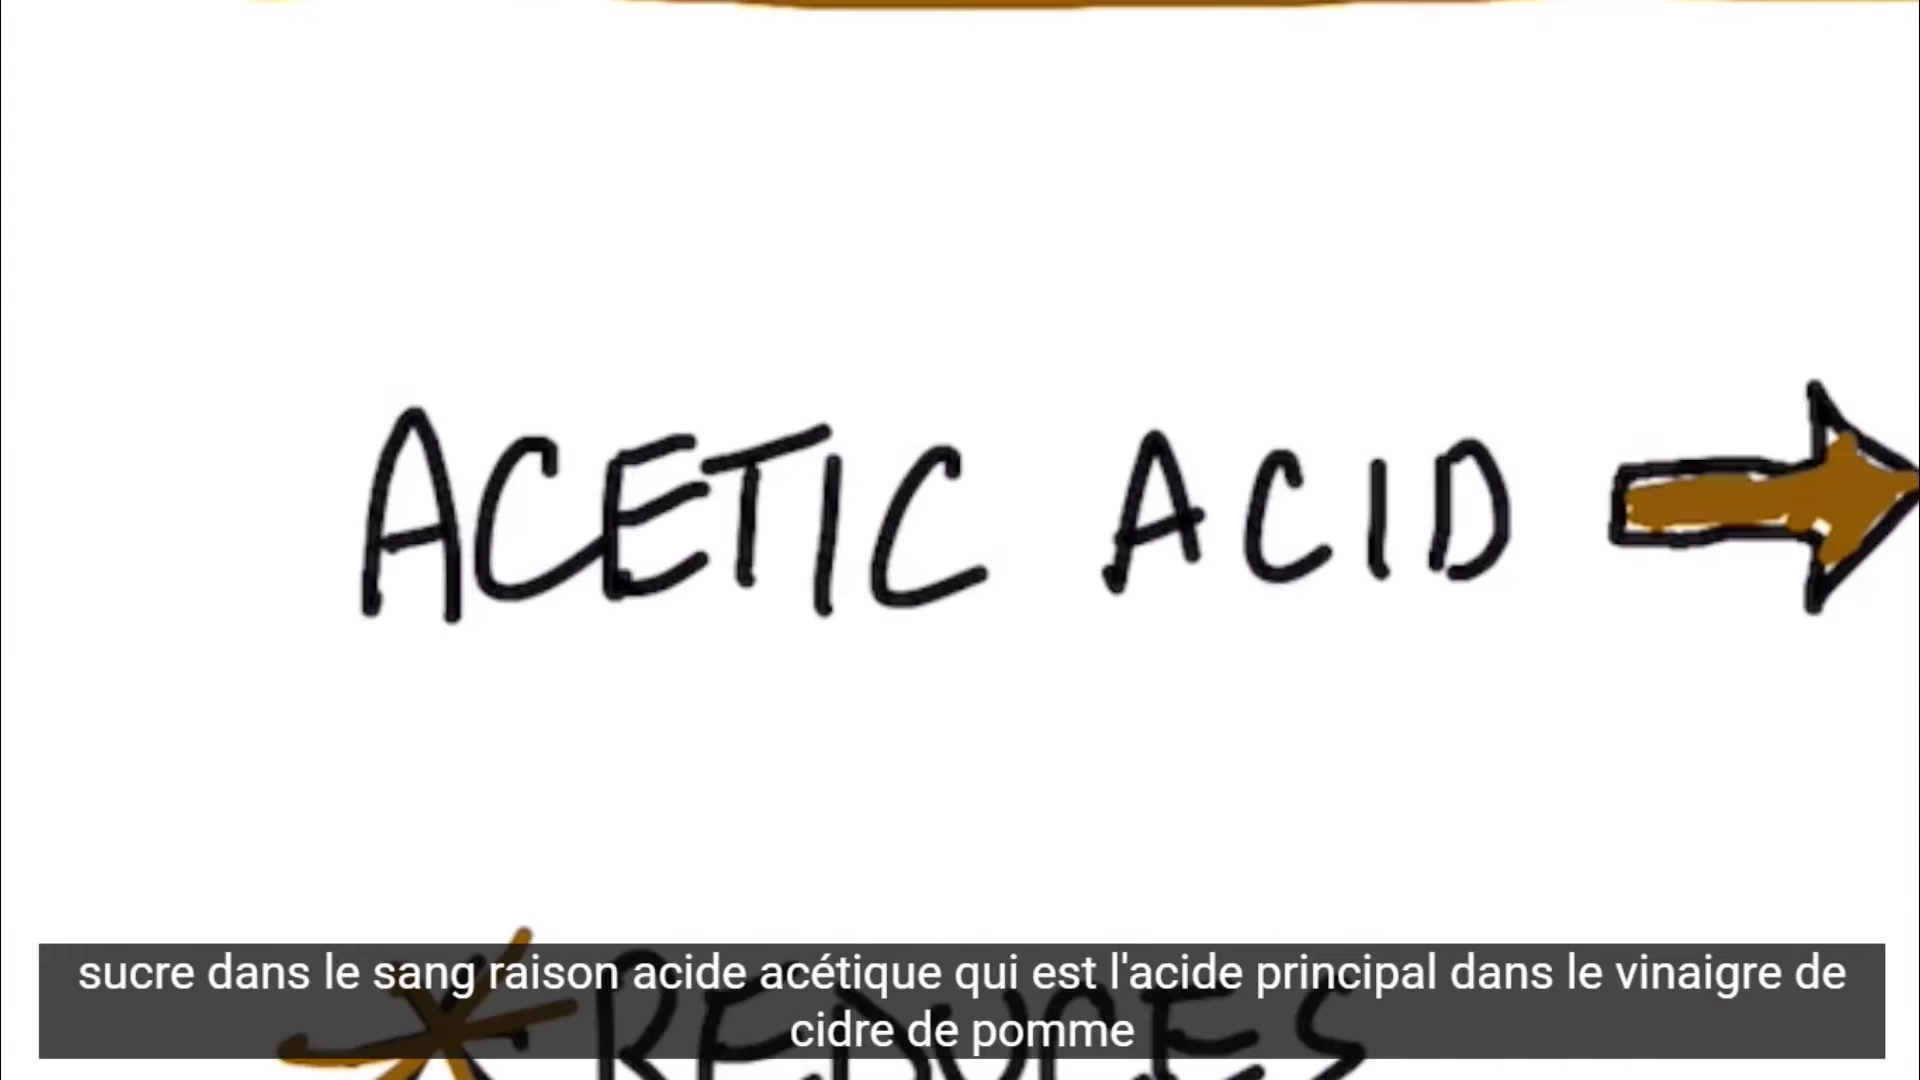 ACETIC ACID
sucre dans le sang raison acide acétique qui est l'acide principal dans le vinaigre de
cidre de pomme
REDUCES